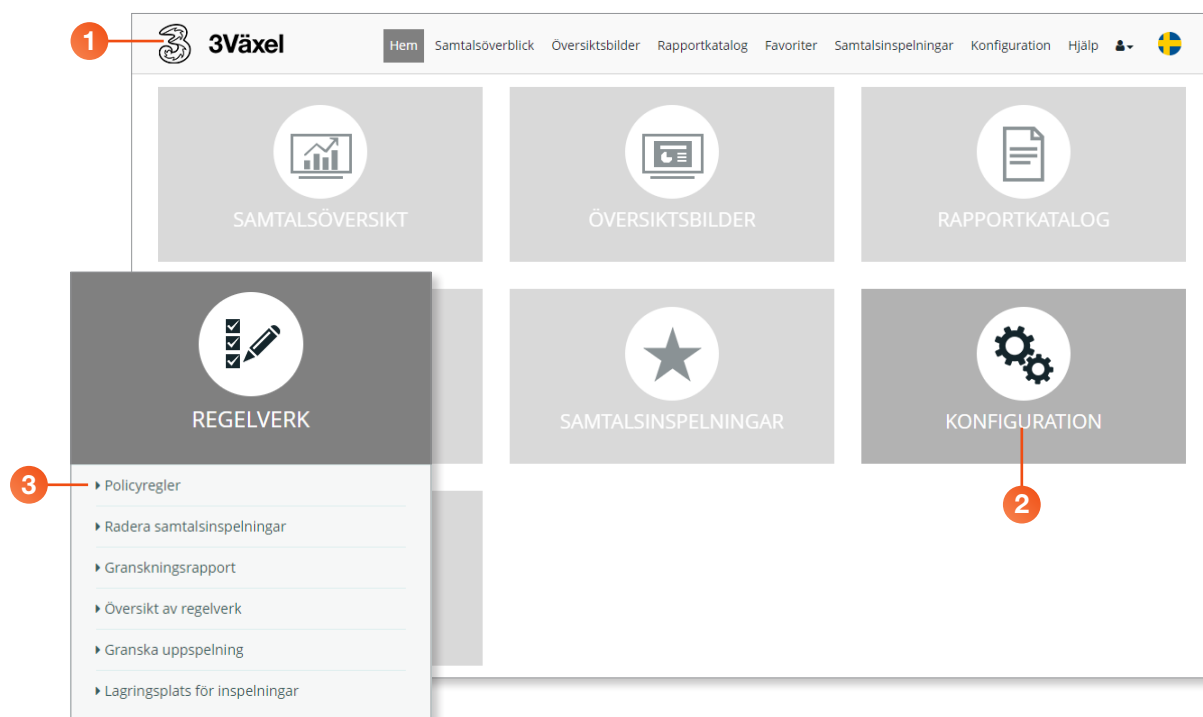 1
3Växel
Hem Samtalsöverblick Översiktsbilder Rapportkatalog Favoriter Samtalsinspelningar Konfiguration Hjälp
SAMTALSÖVERSIKT
ÖVERSIKTSBILDER
RAPPORTKATALOG
REGELVERK
SAMTALSINSPELNINGAR
KONFIGURATION
2
3
Policyregler
Radera samtalsinspelningar
Granskningsrapport
Översikt av regelverk
Granska uppspelning
Lagringsplats för inspelningar